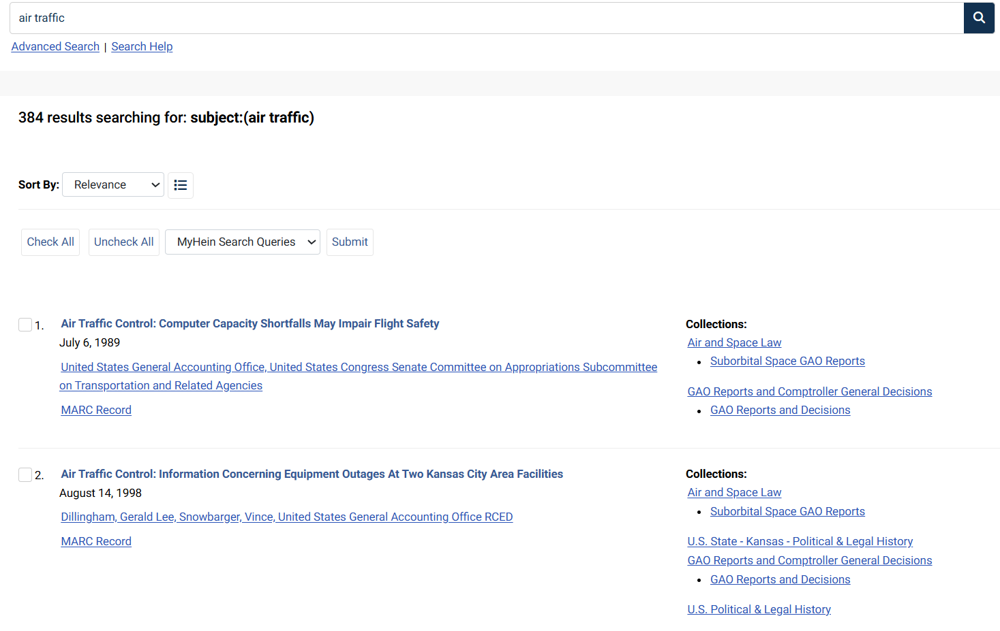 air traffic
Advanced Search | Search Help
384 results searching for: subject:(air traffic)
Sort By: Relevance
Check All Uncheck All MyHein Search Queries Submit
1. Air Traffic Control: Computer Capacity Shortfalls May Impair Flight Safety
July 6, 1989
United States General Accounting Office, United States Congress Senate Committee on Appropriations Subcommittee
on Transportation and Related Agencies
MARC Record
Collections:
Air and Space Law
• Suborbital Space GAO Reports
GAO Reports and Comptroller General Decisions
• GAO Reports and Decisions
2. Air Traffic Control: Information Concerning Equipment Outages At Two Kansas City Area Facilities
August 14, 1998
Dillingham, Gerald Lee, Snowbarger, Vince, United States General Accounting Office RCED
MARC Record
Collections:
Air and Space Law
• Suborbital Space GAO Reports
U.S. State - Kansas - Political & Legal History
GAO Reports and Comptroller General Decisions
• GAO Reports and Decisions
U.S. Political & Legal History